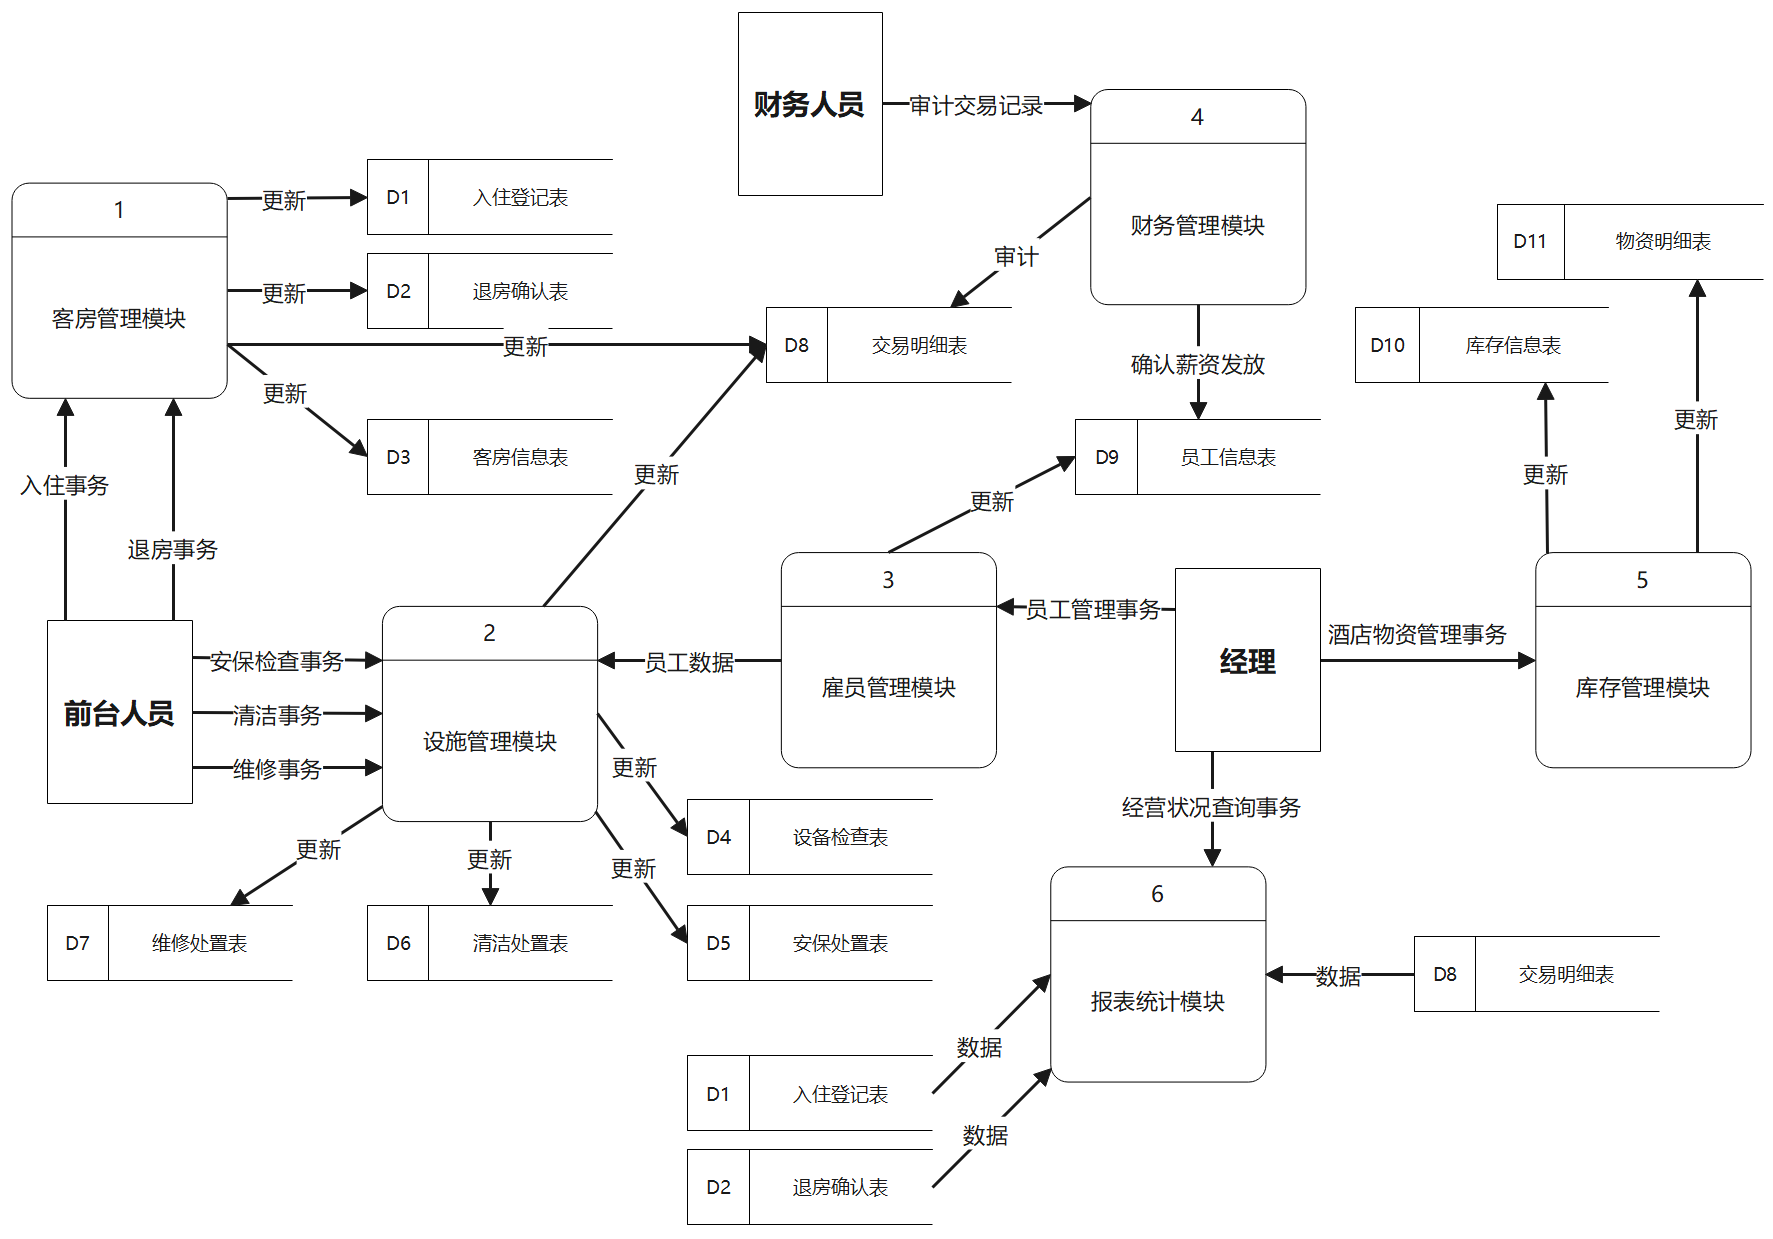 财务人员
审计交易记录
4
财务管理模块
1
客房管理模块
更新
D1
入住登记表
更新
D2
退房确认表
更新
更新
D3
客房信息表
审计
D8
交易明细表
确认薪资发放
D9
员工信息表
D11
物资明细表
D10
库存信息表
更新
更新
入住事务
退房事务
更新
更新
前台人员
安保检查事务
清洁事务
维修事务
2
设施管理模块
员工数据
3
雇员管理模块
员工管理事务
经理
酒店物资管理事务
5
库存管理模块
更新
更新
更新
更新
D4
设备检查表
D7
维修处置表
D6
清洁处置表
D5
安保处置表
经营状况查询事务
6
报表统计模块
数据
D8
交易明细表
数据
D1
入住登记表
数据
D2
退房确认表